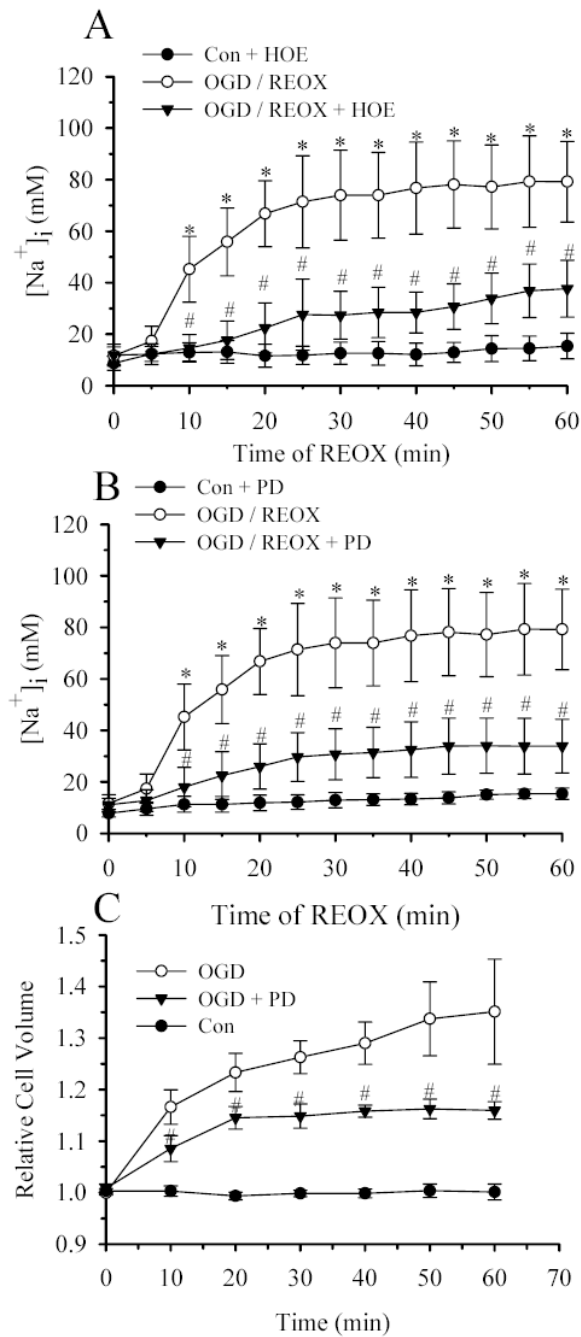 A
Con + HOE
OGD / REOX
OGD / REOX + HOE
120
100
80
60
40
20
0
[Na+]i (mM)
* * * * * * * * * * *
# # # # # # # # # # #
0 10 20 30 40 50 60
Time of REOX (min)
B
Con + PD
OGD / REOX
OGD / REOX + PD
120
100
80
60
40
20
0
[Na+]i (mM)
* * * * * * * * * * *
# # # # # # # # # # #
0 10 20 30 40 50 60
Time of REOX (min)
C
OGD
OGD + PD
Con
1.5
1.4
1.3
1.2
1.1
1.0
0.9
Relative Cell Volume
# # # # # #
0 10 20 30 40 50 60 70
Time (min)